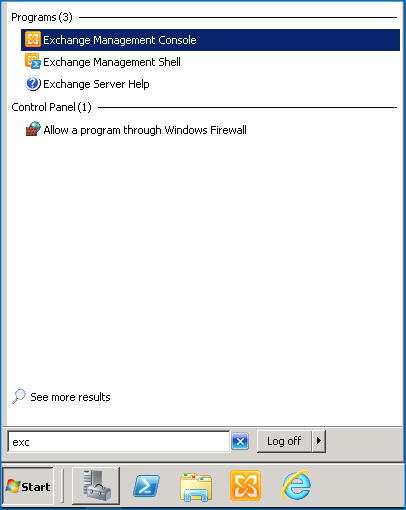 Programs (3)
Exchange Management Console
Exchange Management Shell
Exchange Server Help
Control Panel (1)
Allow a program through Windows Firewall
See more results
exc
Log off
Start